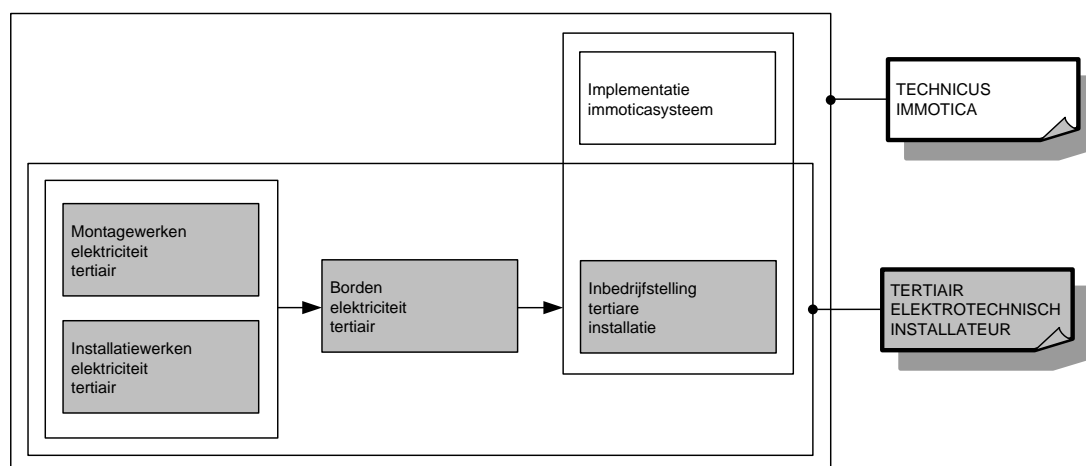 Implementatie
immoticasysteem
TECHNICUS
IMMOTICA
Montagewerken
elektriciteit
tertiair
Installatiewerken
elektriciteit
tertiair
Borden
elektriciteit
tertiair
Inbedrijfstelling
tertiare
installatie
TERTIAIR
ELEKTROTECHNISCH
INSTALLATEUR